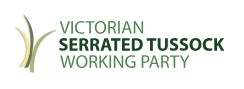 VICTORIAN
SERRATED TUSSOCK
WORKING PARTY